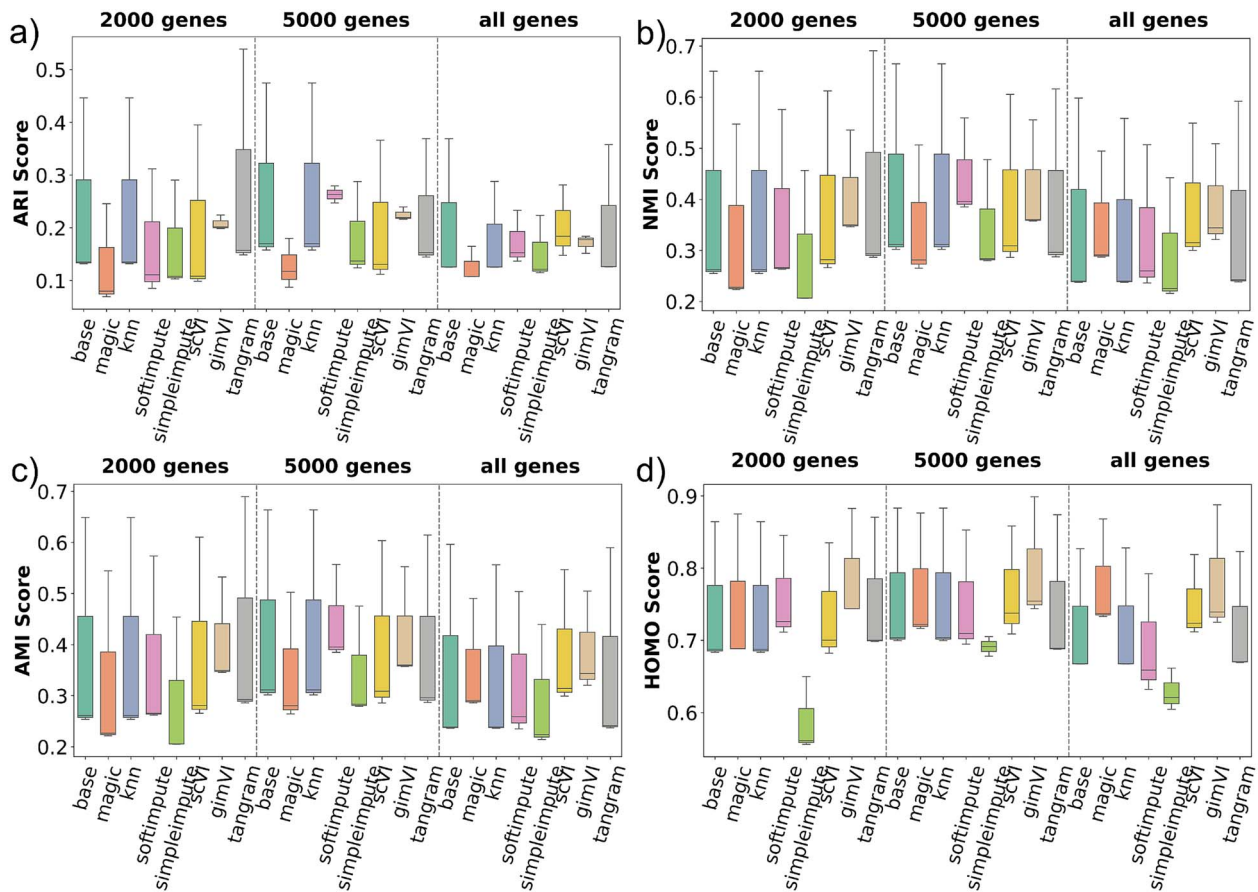 a)
2000 genes 5000 genes all genes
ARI Score
0.5
0.4
0.3
0.2
0.1
base magic knn softimpute simpleimpute scVI gimVI tangram base magic knn softimpute simpleimpute scVI gimVI tangram base magic knn softimpute simpleimpute scVI gimVI tangram
b)
2000 genes 5000 genes all genes
NMI Score
0.7
0.6
0.5
0.4
0.3
0.2
base magic knn softimpute simpleimpute scVI gimVI tangram base magic knn softimpute simpleimpute scVI gimVI tangram base magic knn softimpute simpleimpute scVI gimVI tangram
c)
2000 genes 5000 genes all genes
AMI Score
0.7
0.6
0.5
0.4
0.3
0.2
base magic knn softimpute simpleimpute scVI gimVI tangram base magic knn softimpute simpleimpute scVI gimVI tangram base magic knn softimpute simpleimpute scVI gimVI tangram
d)
2000 genes 5000 genes all genes
HOMO Score
0.9
0.8
0.7
0.6
base magic knn softimpute simpleimpute scVI gimVI tangram base magic knn softimpute simpleimpute scVI gimVI tangram base magic knn softimpute simpleimpute scVI gimVI tangram